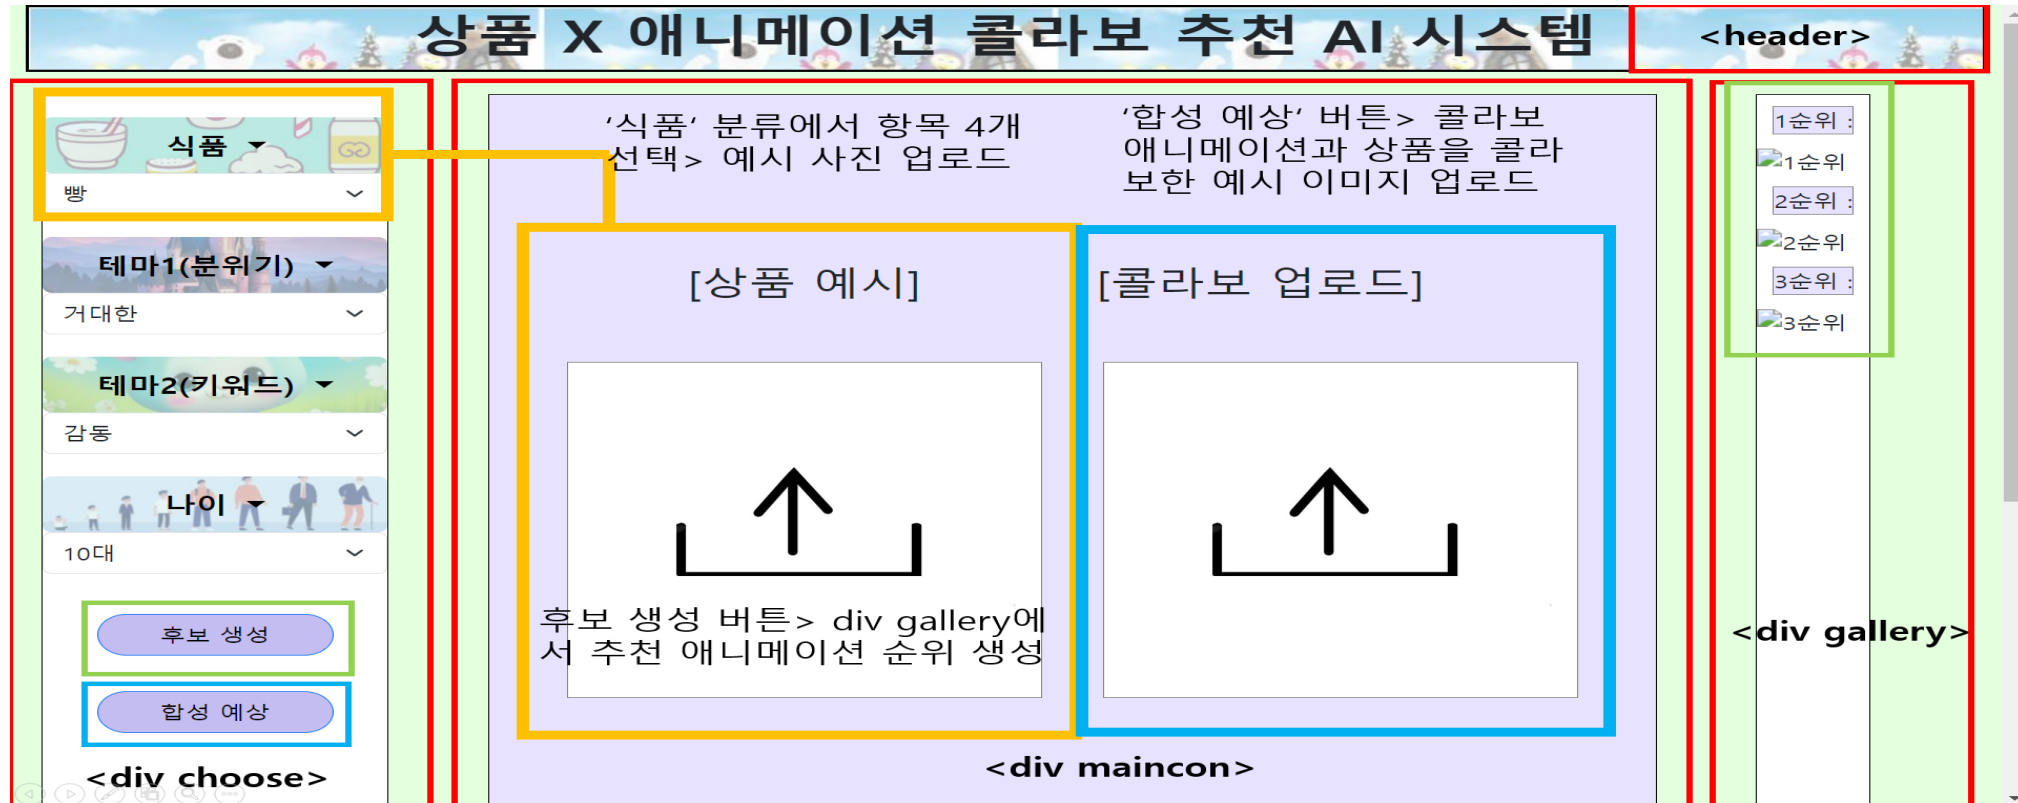 상품 X 애니메이션 콜라보 추천 AI 시스템
<header>
식품
빵
테마1(분위기)
거대한
테마2(키워드)
감동
나이
10대
후보 생성
합성 예상
<div choose>
‘식품‘ 분류에서 항목 4개
선택> 예시 사진 업로드
‘합성 예상‘ 버튼> 콜라보
애니메이션과 상품을 콜라
보한 예시 이미지 업로드
[상품 예시]
[콜라보 업로드]
후보 생성 버튼> div gallery에
서 추천 애니메이션 순위 생성
<div maincon>
1순위 :
1순위
2순위 :
2순위
3순위 :
3순위
<div gallery>